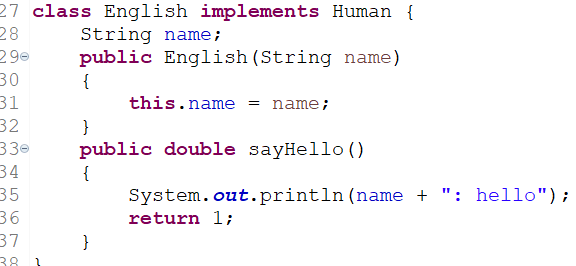 27 class English implements Human {
28     String name;
29     public English(String name)
30     {
31         this.name = name;
32     }
33     public double sayHello()
34     {
35         System.out.println(name + ": hello");
36         return 1;
37     }
38 }